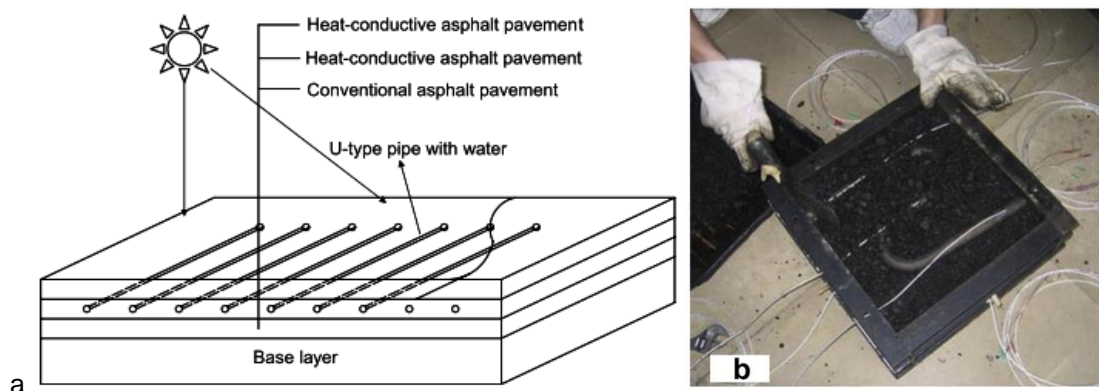 Heat-conductive asphalt pavement
Heat-conductive asphalt pavement
Conventional asphalt pavement
U-type pipe with water
Base layer
a
b